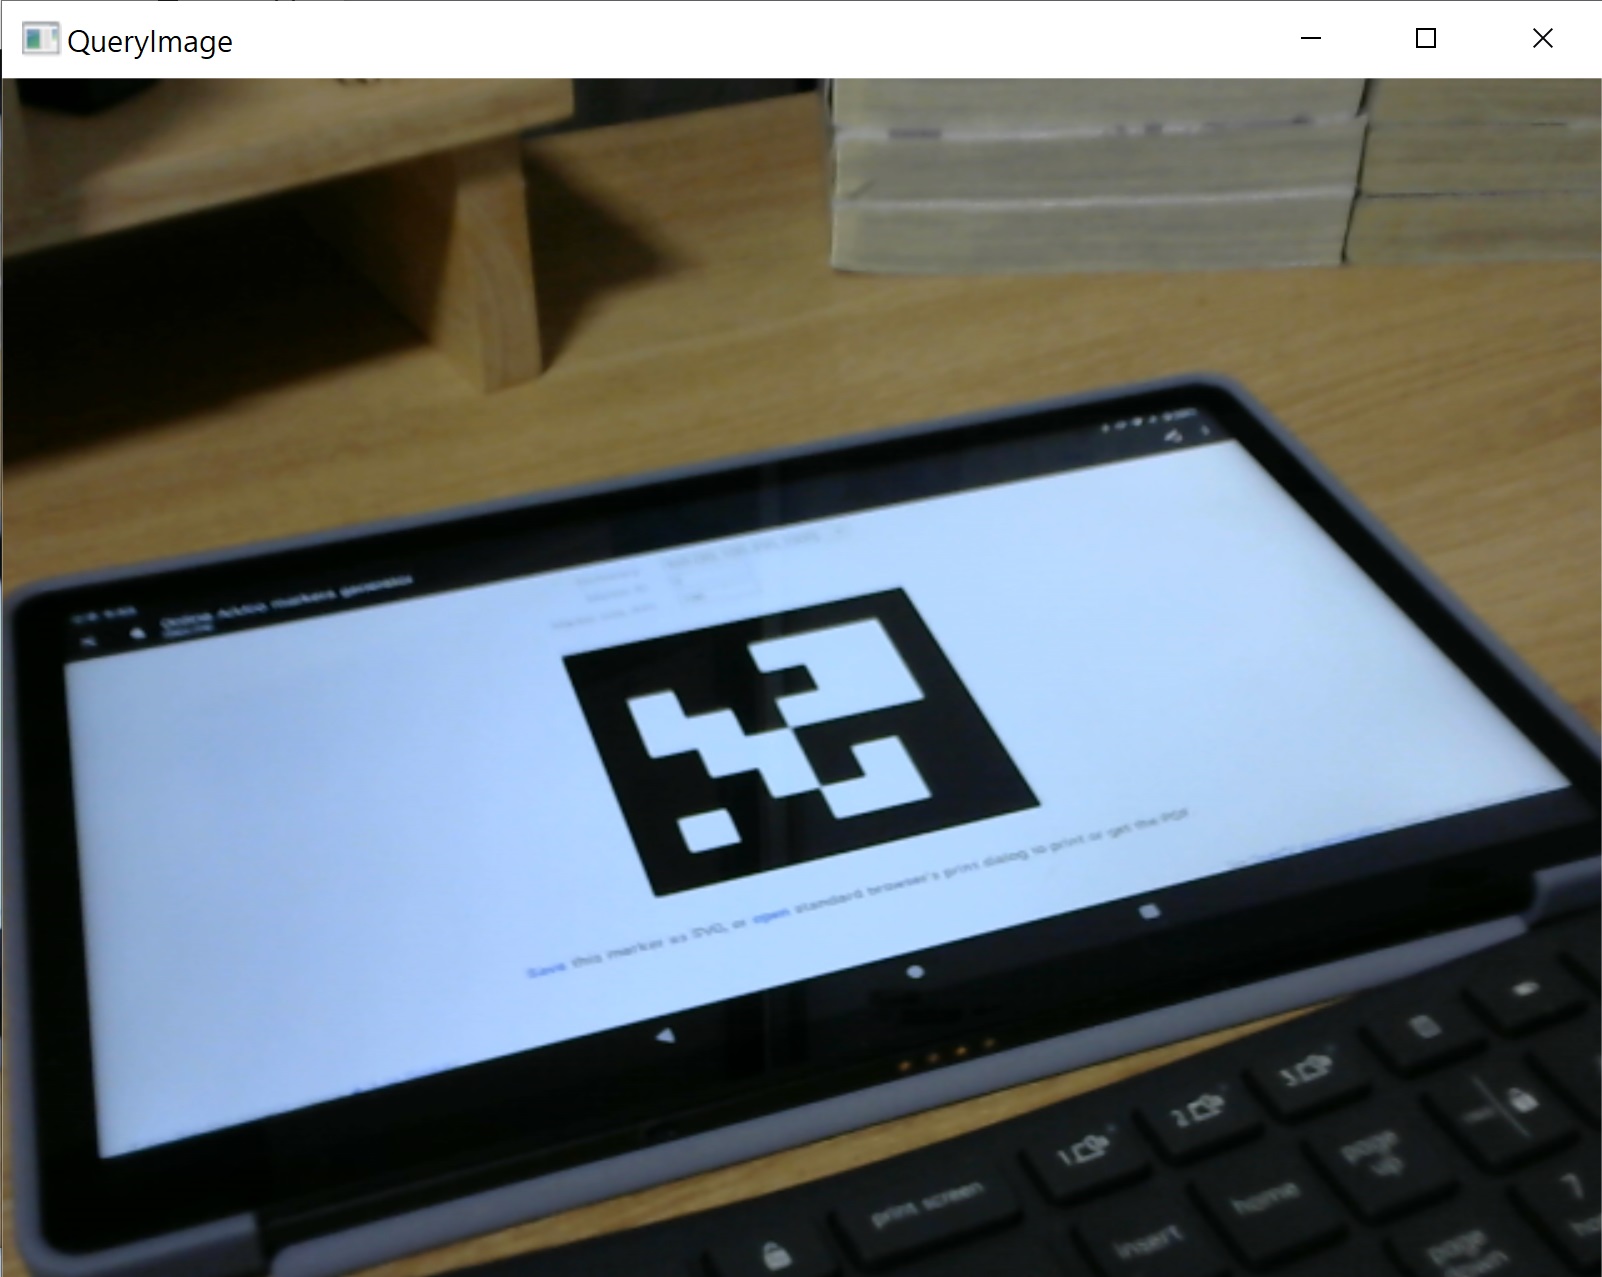 QueryImage
Online ArUco markers generator
Save this marker as SVG, or open standard browser's print dialog to print or get the PDF
1
2
3
print screen
insert
home
page
up
page
down
7